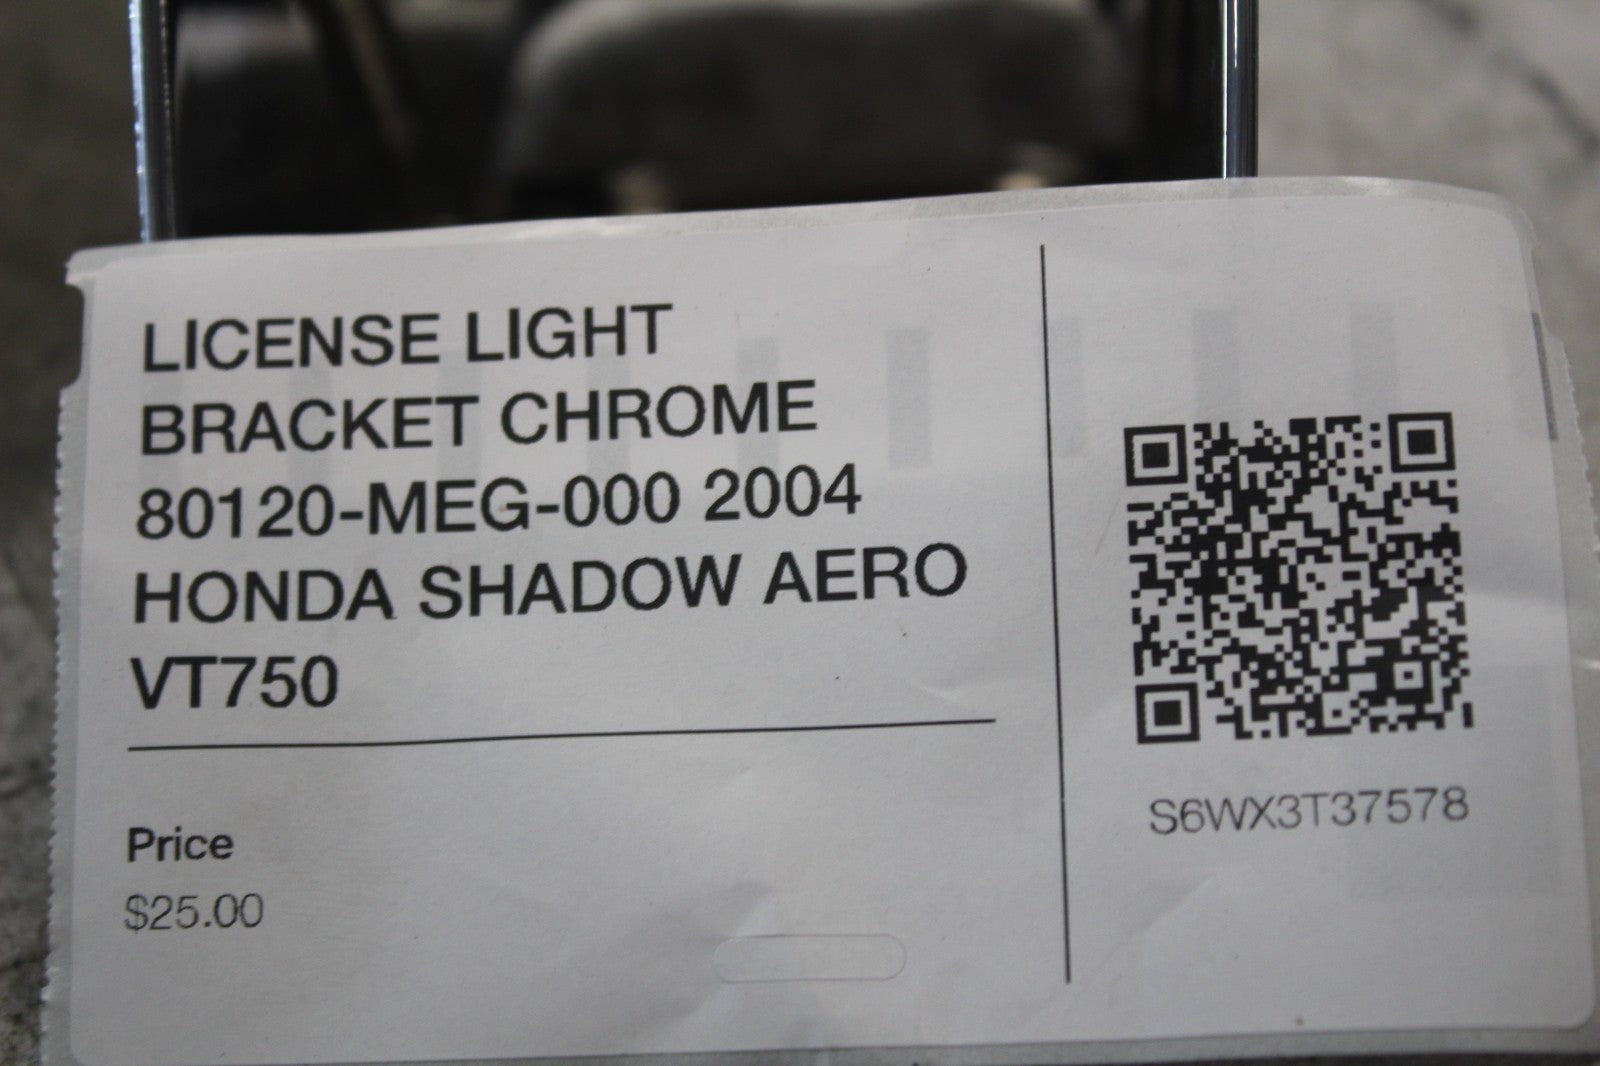 LICENSE LIGHT
BRACKET CHROME
80120-MEG-000 2004
HONDA SHADOW AERO
VT750
Price
$25.00
S6WX3T37578